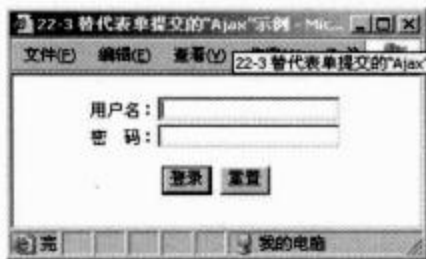 22-3 替代表单提交的"Ajax"示例 - Mic...
文件(F) 编辑(E) 查看(V)
22-3 替代表单提交的"Ajax"
用户名：
密 码：
登录 重置
完 我的电脑